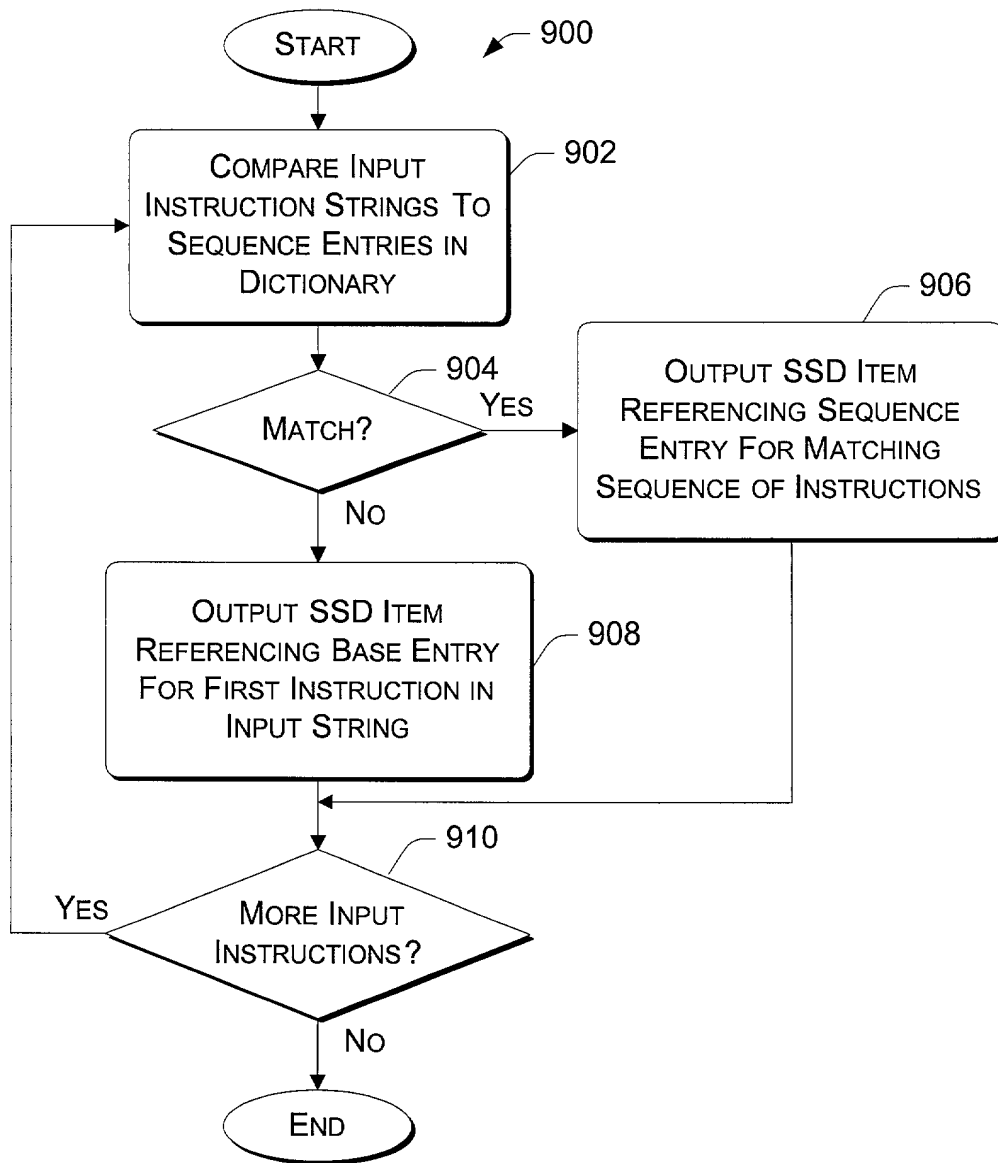 START
900
COMPARE INPUT
INSTRUCTION STRINGS TO
SEQUENCE ENTRIES IN
DICTIONARY
902
904
MATCH?
YES
906
OUTPUT SSD ITEM
REFERENCING SEQUENCE
ENTRY FOR MATCHING
SEQUENCE OF INSTRUCTIONS
NO
OUTPUT SSD ITEM
REFERENCING BASE ENTRY
FOR FIRST INSTRUCTION IN
INPUT STRING
908
910
YES
MORE INPUT
INSTRUCTIONS?
NO
END